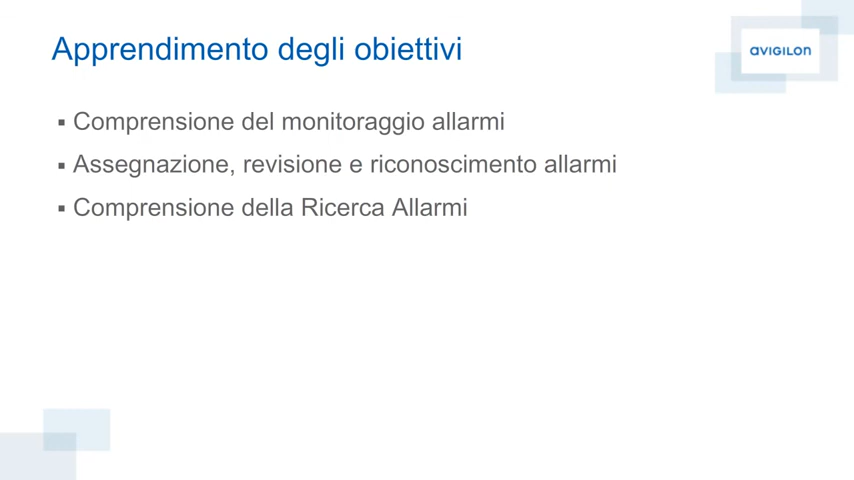 Apprendimento degli obiettivi
avigilon
▪ Comprensione del monitoraggio allarmi
▪ Assegnazione, revisione e riconoscimento allarmi
▪ Comprensione della Ricerca Allarmi